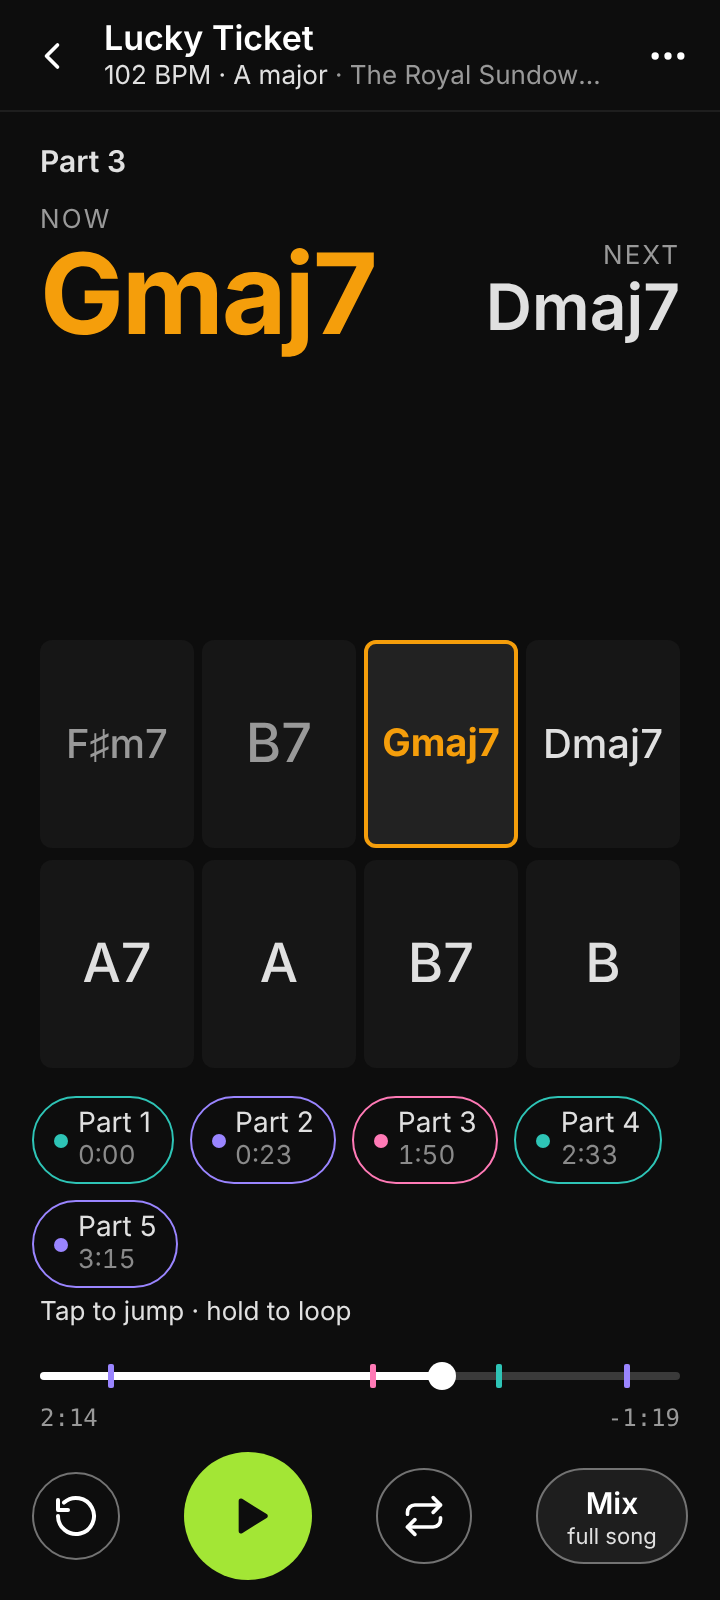 Lucky Ticket
102 BPM · A major · The Royal Sundow...
Part 3
NOW
Gmaj7
NEXT
Dmaj7
F♯m7 B7 Gmaj7 Dmaj7
A7 A B7 B
Part 1 Part 2 Part 3 Part 4
0:00 0:23 1:50 2:33
Part 5
3:15
Tap to jump · hold to loop
2:14 -1:19
Mix
full song